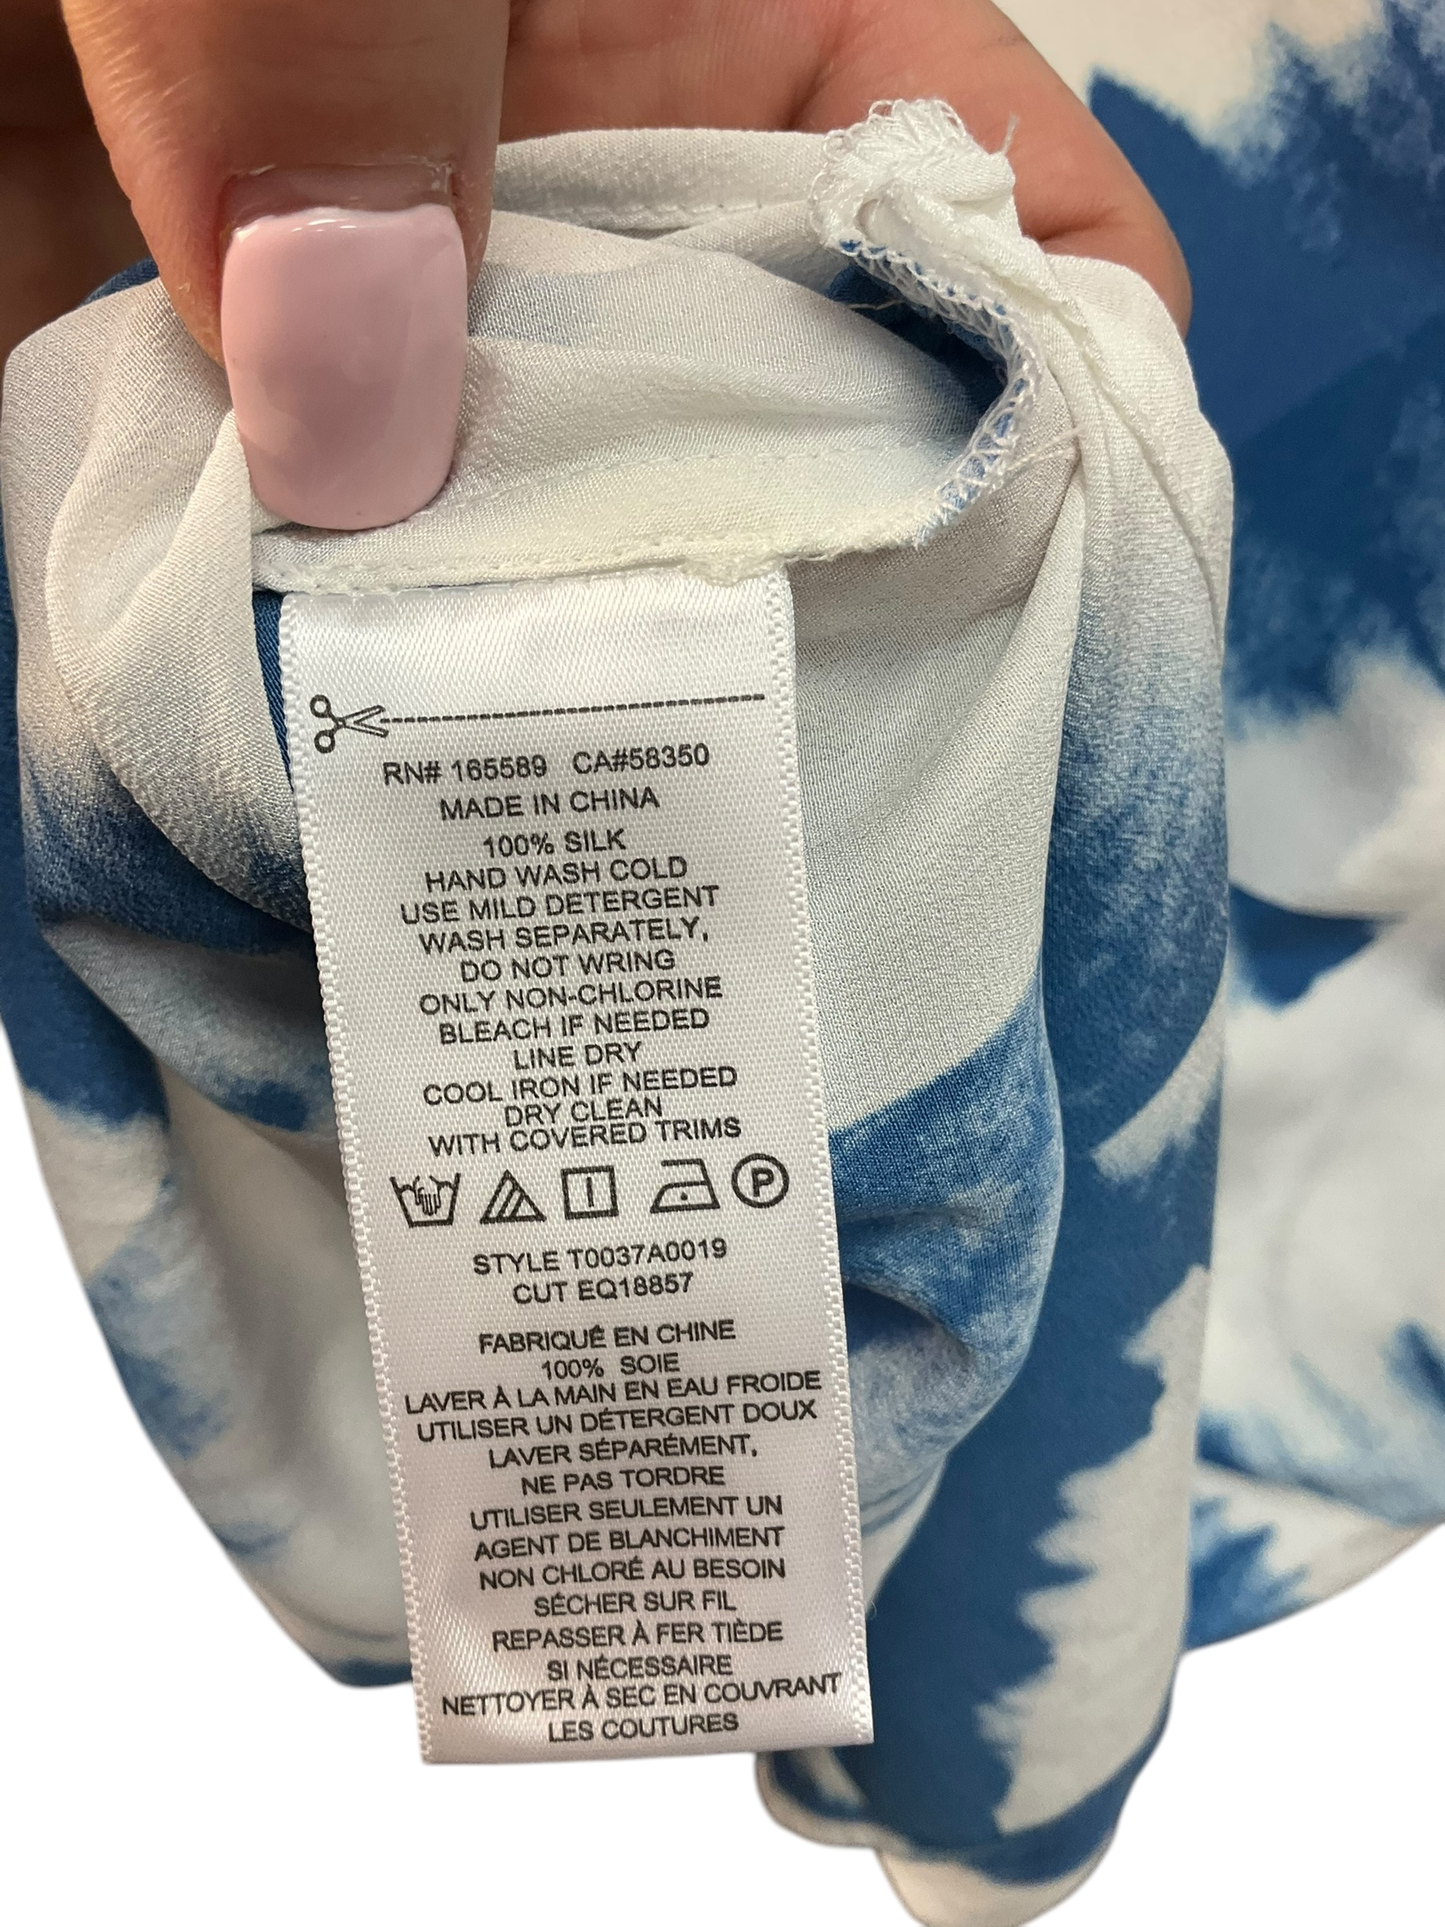 RN# 165589 CA#58350
MADE IN CHINA
100% SILK
HAND WASH COLD
USE MILD DETERGENT
WASH SEPARATELY,
DO NOT WRING
ONLY NON-CHLORINE
BLEACH IF NEEDED
LINE DRY
COOL IRON IF NEEDED
DRY CLEAN
WITH COVERED TRIMS
P
STYLE T0037A0019
CUT EQ18857
FABRIQUÉ EN CHINE
100% SOIE
LAVER À LA MAIN EN EAU FROIDE
UTILISER UN DÉTERGENT DOUX
LAVER SÉPARÉMENT,
NE PAS TORDRE
UTILISER SEULEMENT UN
AGENT DE BLANCHIMENT
NON CHLORÉ AU BESOIN
SÉCHER SUR FIL
REPASSER À FER TIÈDE
SI NÉCESSAIRE
NETTOYER À SEC EN COUVRANT
LES COUTURES